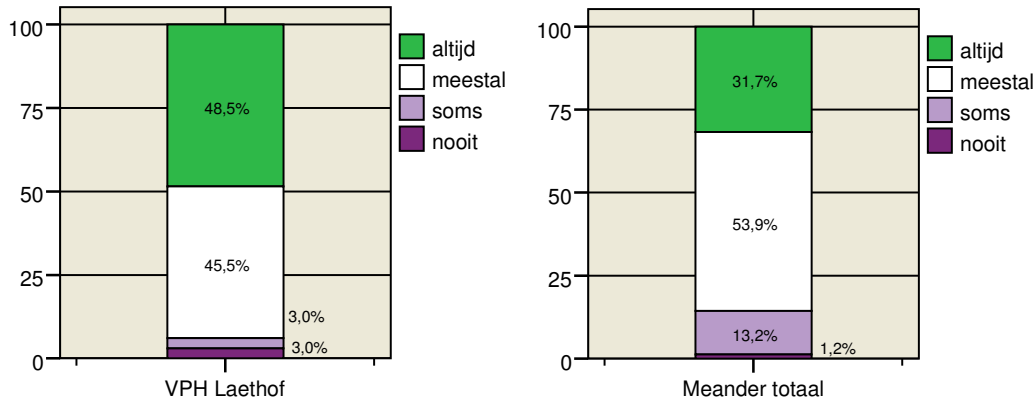 100
75
50
25
0
48,5%
45,5%
3,0%
3,0%
VPH Laethof
altijd
meestal
soms
nooit
100
75
50
25
0
31,7%
53,9%
13,2%
1,2%
Meander totaal
altijd
meestal
soms
nooit